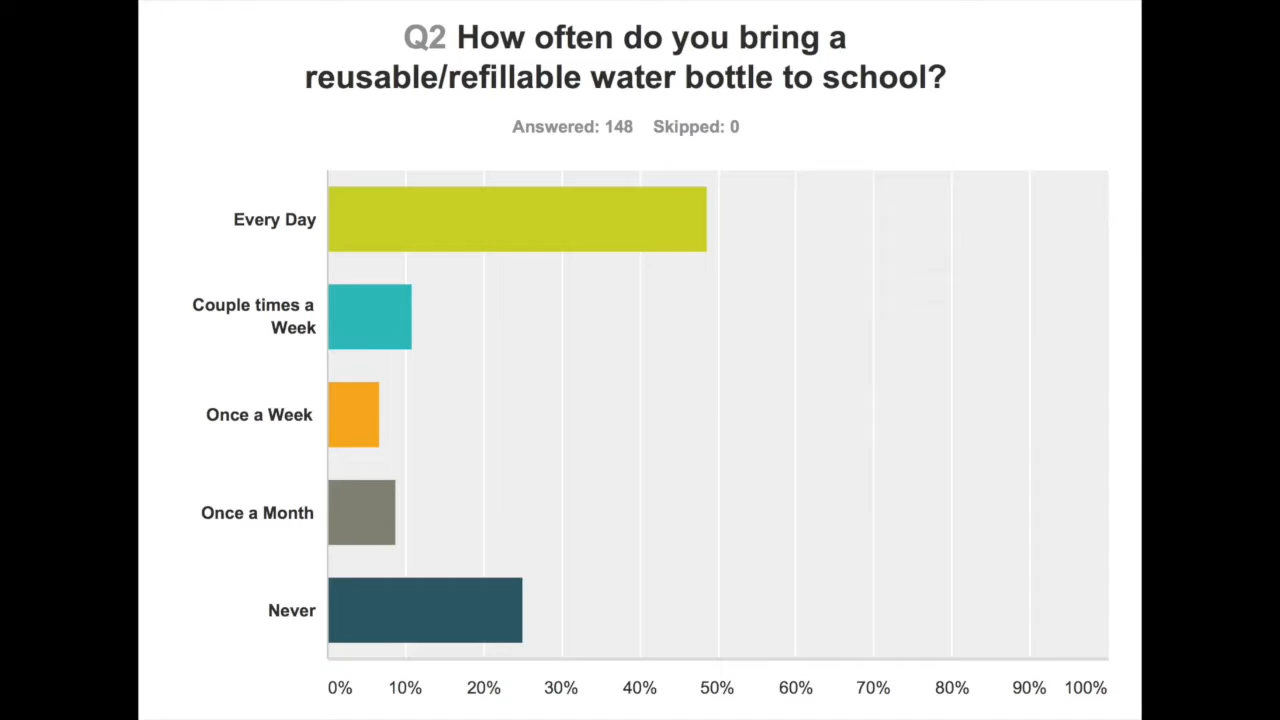 Q2 How often do you bring a
reusable/refillable water bottle to school?
Answered: 148 Skipped: 0
Every Day
Couple times a
Week
Once a Week
Once a Month
Never
0% 10% 20% 30% 40% 50% 60% 70% 80% 90% 100%